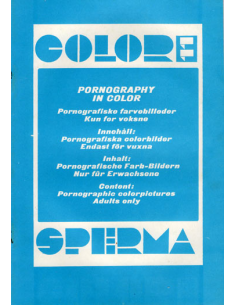 COLOR
PORNOGRAPHY
IN COLOR
Pornografiske farvebilleder
Kun for voksne
Innehåll:
Pornografiska colorbilder
Endast för vuxna
Inhalt:
Pornografische Farb-Bildern
Nur für Erwachsene
Content:
Pornographic colorpictures
Adults only
SPERMA